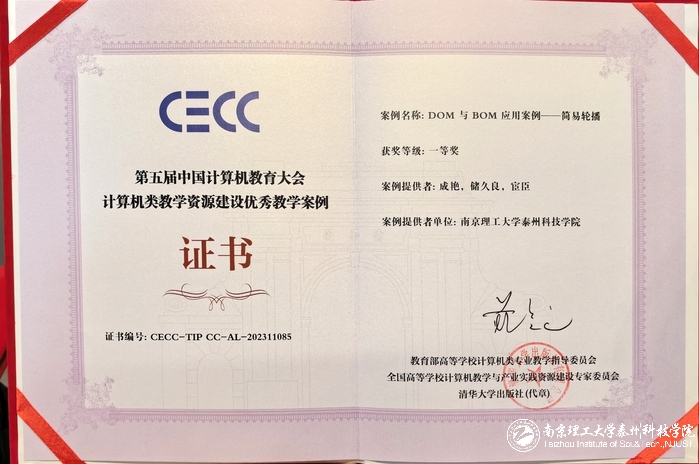 CECC
第五届中国计算机教育大会
计算机类教学资源建设优秀教学案例
证书
证书编号: CECC-TIP CC-AL-202311085
案例名称: DOM 与 BOM 应用案例——简易轮播
获奖等级: 一等奖
案例提供者: 成艳，储久良，宦臣
案例提供者单位: 南京理工大学泰州科技学院
教育部高等学校计算机类专业教学指导委员会
全国高等学校计算机教学与产业实践资源建设专家委员会
清华大学出版社(代章)
南京理工大学泰州科技学院
Taizhou Institute of Sci.&Tech.,NJUST